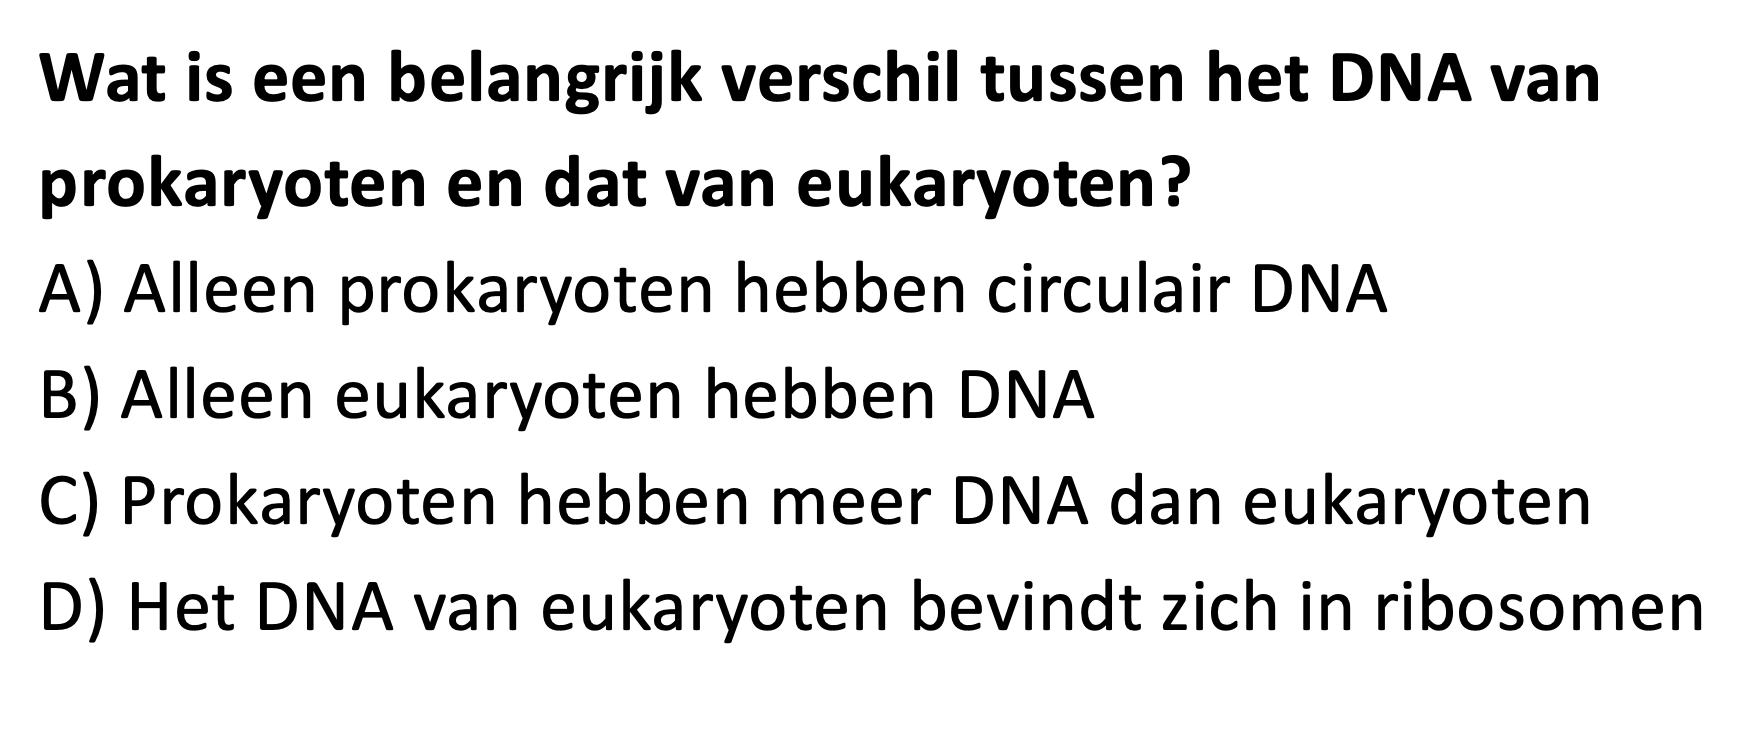 Wat is een belangrijk verschil tussen het DNA van
prokaryoten en dat van eukaryoten?
A) Alleen prokaryoten hebben circulair DNA
B) Alleen eukaryoten hebben DNA
C) Prokaryoten hebben meer DNA dan eukaryoten
D) Het DNA van eukaryoten bevindt zich in ribosomen